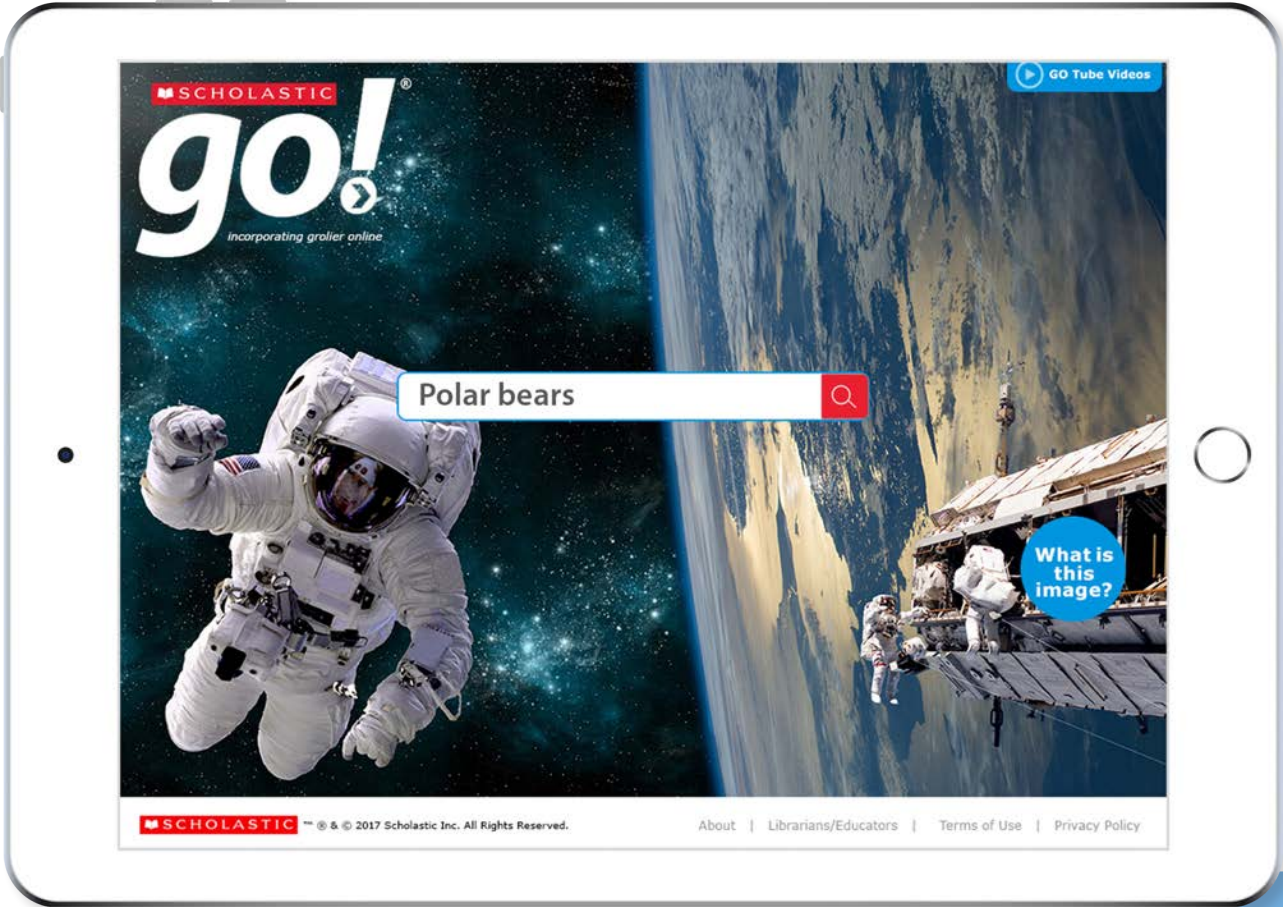 SCHOLASTIC
go!®
incorporating grolier online
GO Tube Videos
Polar bears
What is
this
image?
SCHOLASTIC ™ ® & © 2017 Scholastic Inc. All Rights Reserved.
About | Librarians/Educators | Terms of Use | Privacy Policy